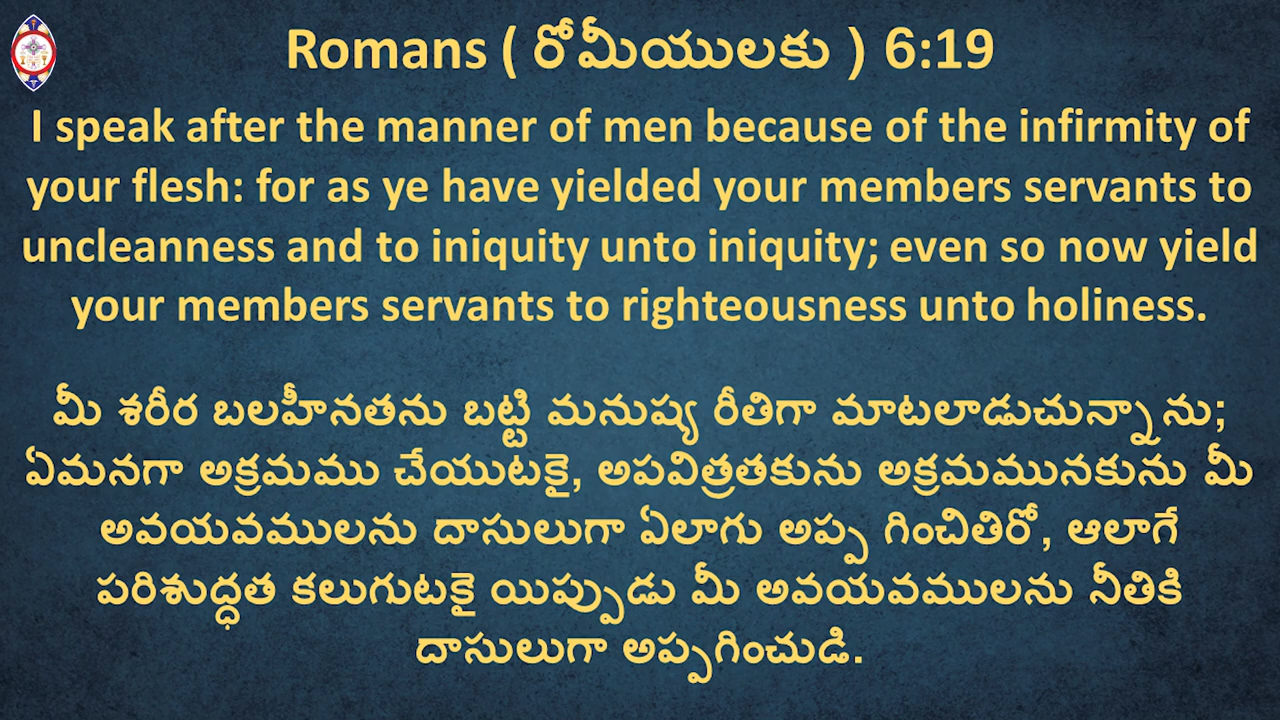 Romans ( రోమీయులకు ) 6:19
I speak after the manner of men because of the infirmity of
your flesh: for as ye have yielded your members servants to
uncleanness and to iniquity unto iniquity; even so now yield
your members servants to righteousness unto holiness.
మీ శరీర బలహీనతను బట్టి మనుష్య రీతిగా మాటలాడుచున్నాను;
ఏమనగా అక్రమము చేయుటకై, అపవిత్రతకును అక్రమమునకును మీ
అవయవములను దాసులుగా ఏలాగు అప్ప గించితిరో, ఆలాగే
పరిశుద్ధత కలుగుటకై యిప్పుడు మీ అవయవములను నీతికి
దాసులుగా అప్పగించుడి.